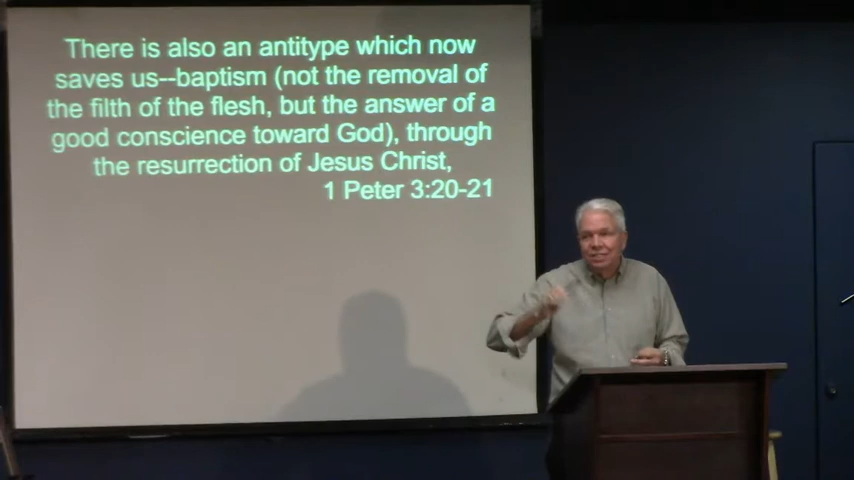 There is also an antitype which now
saves us--baptism (not the removal of
the filth of the flesh, but the answer of a
good conscience toward God), through
the resurrection of Jesus Christ,
1 Peter 3:20-21